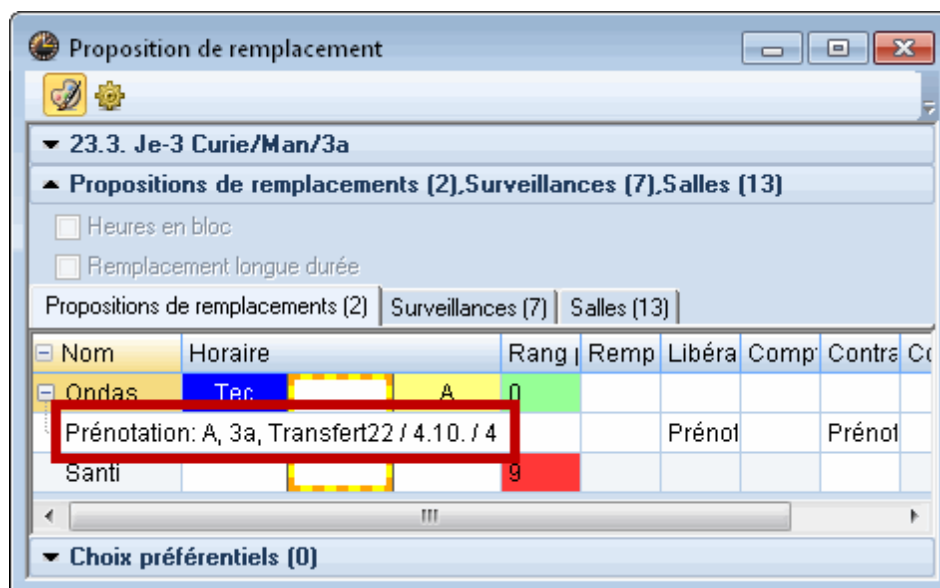 Proposition de remplacement
23.3. Je-3 Curie/Man/3a
Propositions de remplacements (2),Surveillances (7),Salles (13)
Heures en bloc
Remplacement longue durée
Propositions de remplacements (2) Surveillances (7) Salles (13)
Nom Horaire Rang Remp Libéra Comp Contra Co
Ondas Tec A 0
Prénotation: A, 3a, Transfert22 / 4.10. / 4 Prénot Prénot
Santi 9
Choix préférentiels (0)